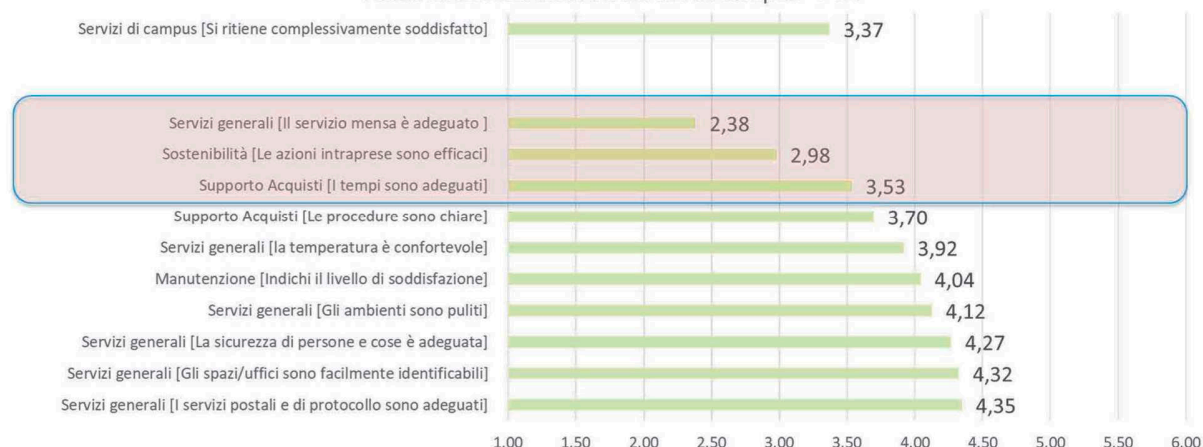 Servizi di campus [Si ritiene complessivamente soddisfatto] 3,37
Servizi generali [Il servizio mensa è adeguato ] 2,38
Sostenibilità [Le azioni intraprese sono efficaci] 2,98
Supporto Acquisti [I tempi sono adeguati] 3,53
Supporto Acquisti [Le procedure sono chiare] 3,70
Servizi generali [la temperatura è confortevole] 3,92
Manutenzione [Indichi il livello di soddisfazione] 4,04
Servizi generali [Gli ambienti sono puliti] 4,12
Servizi generali [La sicurezza di persone e cose è adeguata] 4,27
Servizi generali [Gli spazi/uffici sono facilmente identificabili] 4,32
Servizi generali [I servizi postali e di protocollo sono adeguati] 4,35
1,00 1,50 2,00 3,00 3,50 4,00 4,50 5,00 5,50 6,00